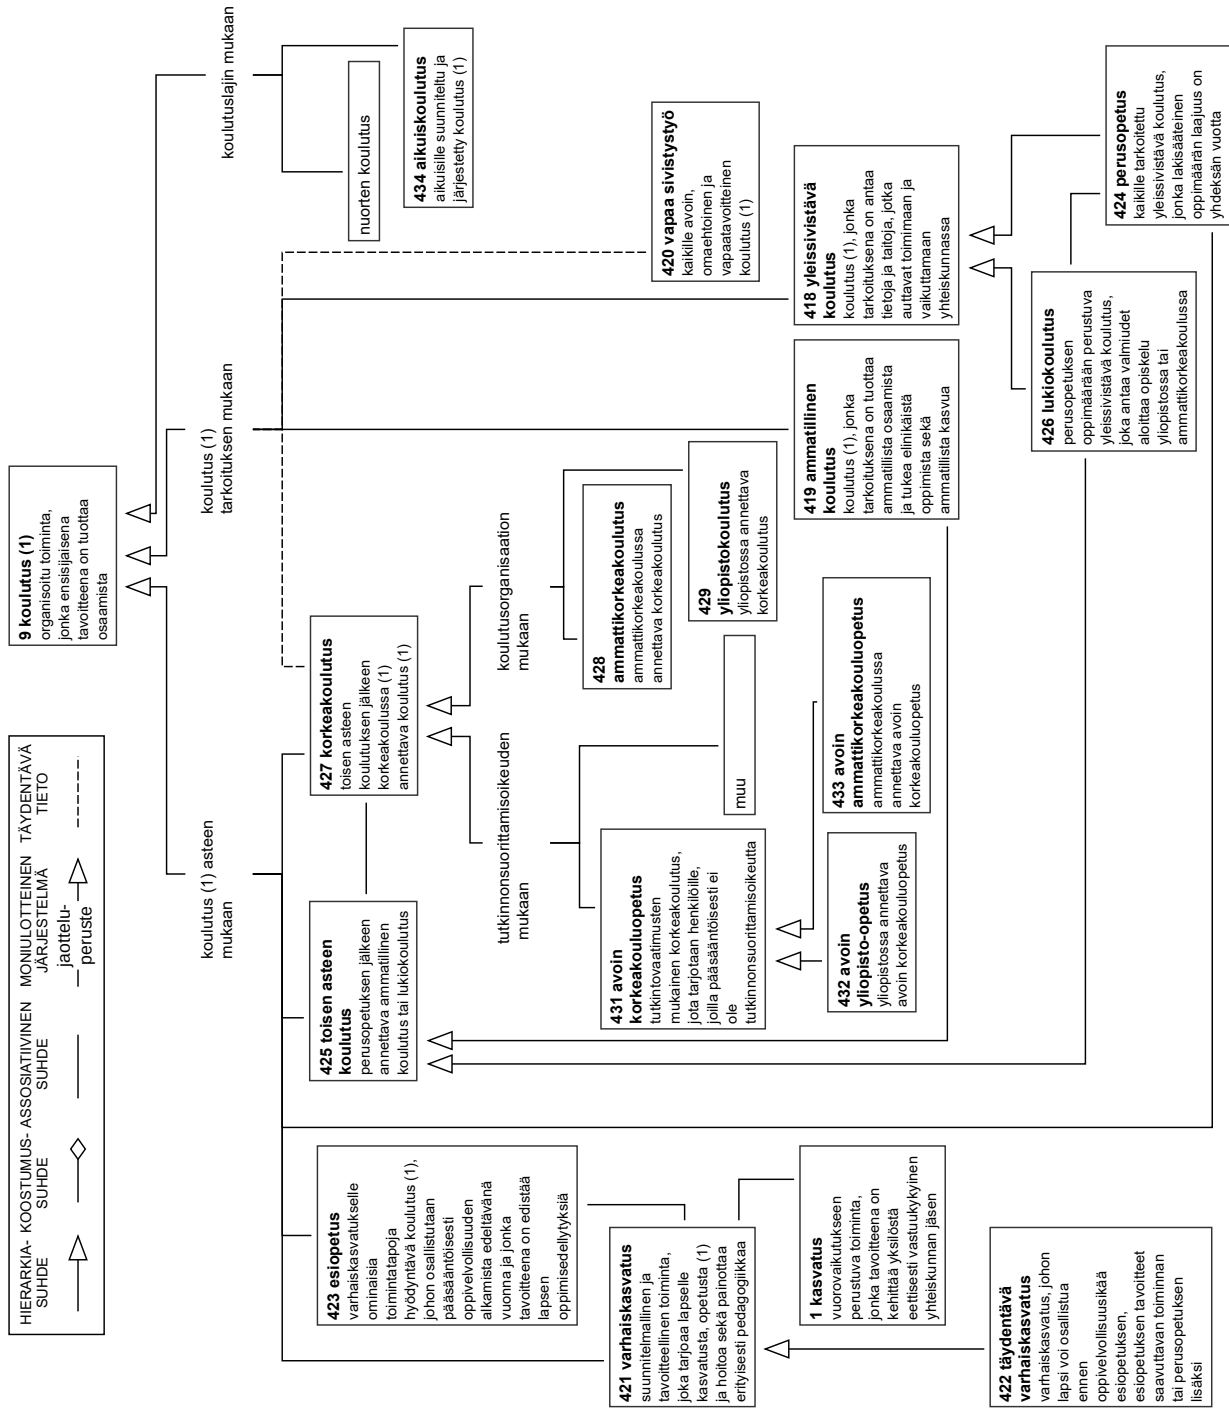 HIERARKIA- KOOSTUMUS- ASSOSIATIIVINEN MONIULOTTEINEN TÄYDENTÄVÄ
SUHDE SUHDE SUHDE JÄRJESTELMÄ TIETO
jaottelu-
peruste
9 koulutus (1)
organisoitu toiminta,
jonka ensisijaisena
tavoitteena on tuottaa
osaamista
koulutus (1) asteen
mukaan
koulutus (1)
tarkoituksen mukaan
koulutuslajin mukaan
nuorten koulutus
434 aikuiskoulutus
aikuisille suunniteltu ja
järjestetty koulutus (1)
423 esiopetus
varhaiskasvatukselle
ominaisia
toimintatapoja
hyödyntävä koulutus (1),
johon osallistutaan
pääsääntöisesti
oppivelvollisuuden
alkamista edeltävänä
vuonna ja jonka
tavoitteena on edistää
lapsen
oppimisedellytyksiä
425 toisen asteen
koulutus
perusopetuksen jälkeen
annettava ammatillinen
koulutus tai lukokoulutus
427 korkeakoulutus
toisen asteen
koulutuksen jälkeen
korkeakoulussa (1)
annettava koulutus (1)
tutkinnonsuorittamisoikeuden
mukaan
koulutusorganisaation
mukaan
420 vapaa sivistystyö
kaikille avoin,
omaehtoinen ja
vapaatavoitteinen
koulutus (1)
421 varhaiskasvatus
suunnitelmallinen ja
tavoitteellinen toiminta,
joka tarjoaa lapselle
kasvatusta, opetusta (1)
ja hoitoa sekä painottaa
erityisesti pedagogiikkaa
431 avoin
korkeakouluopetus
tutkintovaatimusten
mukainen korkeakoulutus,
jota tarjotaan henkilöille,
joilla pääsääntöisesti ei
ole
tutkinnonsuorittamisoikeutta
muu
428
ammattikorkeakoulutus
ammattikorkeakoulussa
annettava korkeakoulutus
429
yliopistokoulutus
yliopistossa annettava
korkeakoulutus
419 ammatillinen
koulutus
koulutus (1), jonka
tarkoituksena on tuottaa
ammatillista osaamista
ja tukea elinikäistä
oppimista sekä
ammatillista kasvua
418 yleissivistävä
koulutus
koulutus (1), jonka
tarkoituksena on antaa
tietoja ja taitoja, jotka
auttavat toimimaan ja
vaikuttamaan
yhteiskunnassa
1 kasvatus
vuorovaikutukseen
perustuva toiminta,
jonka tavoitteena on
kehittää yksilöstä
eettisesti vastuukykyinen
yhteiskunnan jäsen
432 avoin
yliopisto-opetus
yliopistossa annettava
avoin korkeakouluopetus
433 avoin
ammattikorkeakouluopetus
ammattikorkeakoulussa
annettava avoin
korkeakouluopetus
422 täydentävä
varhaiskasvatus
varhaiskasvatus, johon
lapsi voi osallistua
ennen
oppivelvollisuusikää
esiopetuksen,
esiopetuksen tavoitteet
saavuttavan toiminnan
tai perusopetuksen
lisäksi
426 lukiokoulutus
perusopetuksen
oppimäärään perustuva
yleissivistävä koulutus,
joka antaa valmiudet
aloittaa opiskelu
yliopistossa tai
ammattikorkeakoulussa
424 perusopetus
kaikille tarkoitettu
yleissivistävä koulutus,
jonka lakisääteinen
oppimäärän laajuus on
yhdeksän vuotta